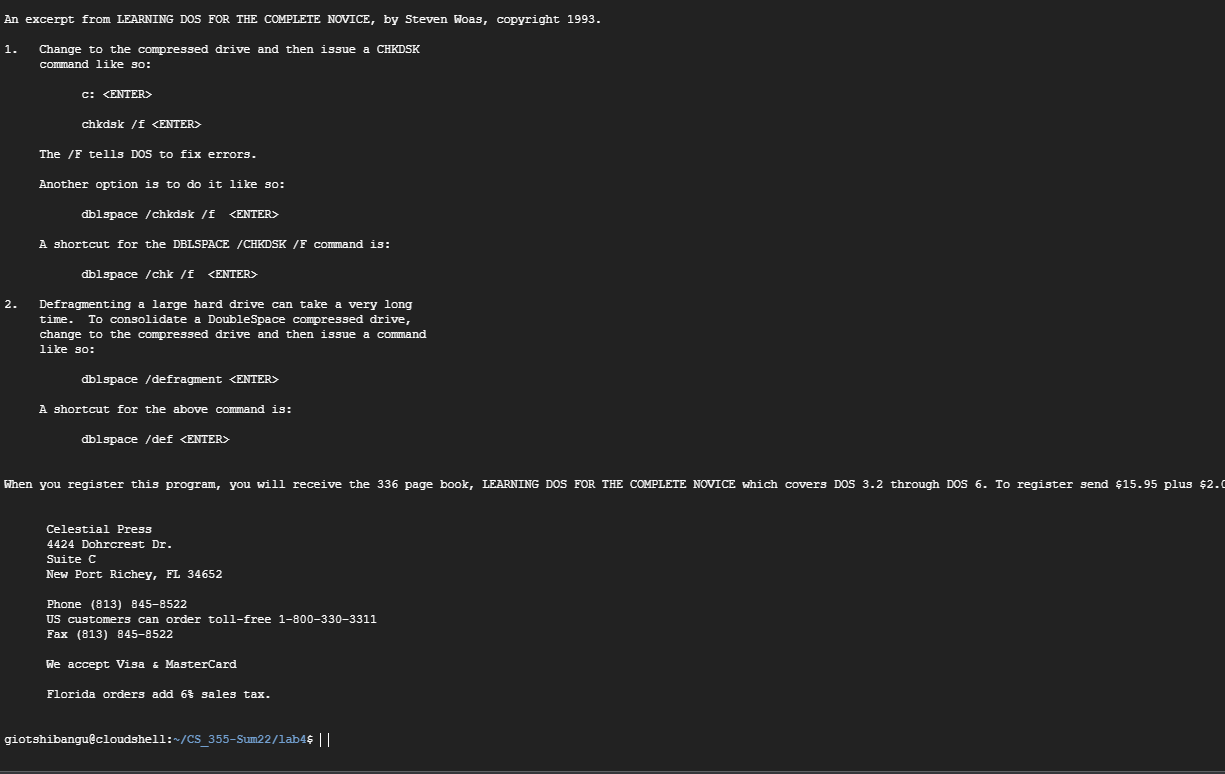 An excerpt from LEARNING DOS FOR THE COMPLETE NOVICE, by Steven Woas, copyright 1993.
1.   Change to the compressed drive and then issue a CHKDSK
command like so:
c: <ENTER>
chkdsk /f <ENTER>
The /F tells DOS to fix errors.
Another option is to do it like so:
dblspace /chkdsk /f  <ENTER>
A shortcut for the DBLSPACE /CHKDSK /F command is:
dblspace /chk /f  <ENTER>
2.   Defragmenting a large hard drive can take a very long
time.  To consolidate a DoubleSpace compressed drive,
change to the compressed drive and then issue a command
like so:
dblspace /defragment <ENTER>
A shortcut for the above command is:
dblspace /def <ENTER>
When you register this program, you will receive the 336 page book, LEARNING DOS FOR THE COMPLETE NOVICE which covers DOS 3.2 through DOS 6. To register send $15.95 plus $2.0
Celestial Press
4424 Dohrcrest Dr.
Suite C
New Port Richey, FL 34652
Phone (813) 845-8522
US customers can order toll-free 1-800-330-3311
Fax (813) 845-8522
We accept Visa & MasterCard
Florida orders add 6% sales tax.
giotshibangu@cloudshell:~/CS_355-Sum22/lab4$